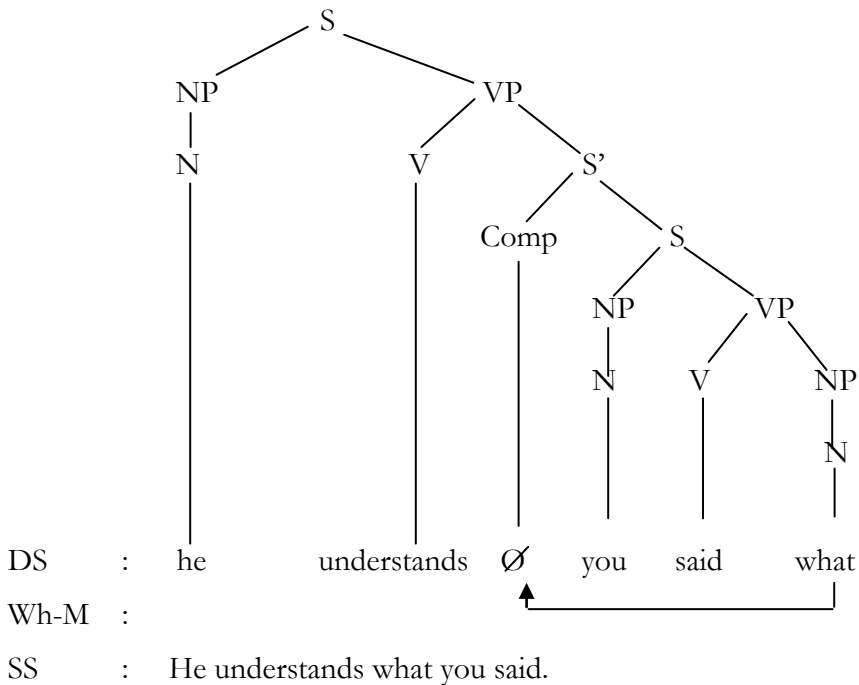 S
NP VP
N V S’
Comp S
NP VP
N V NP
N
DS : he understands Ø you said what
Wh-M :
SS : He understands what you said.